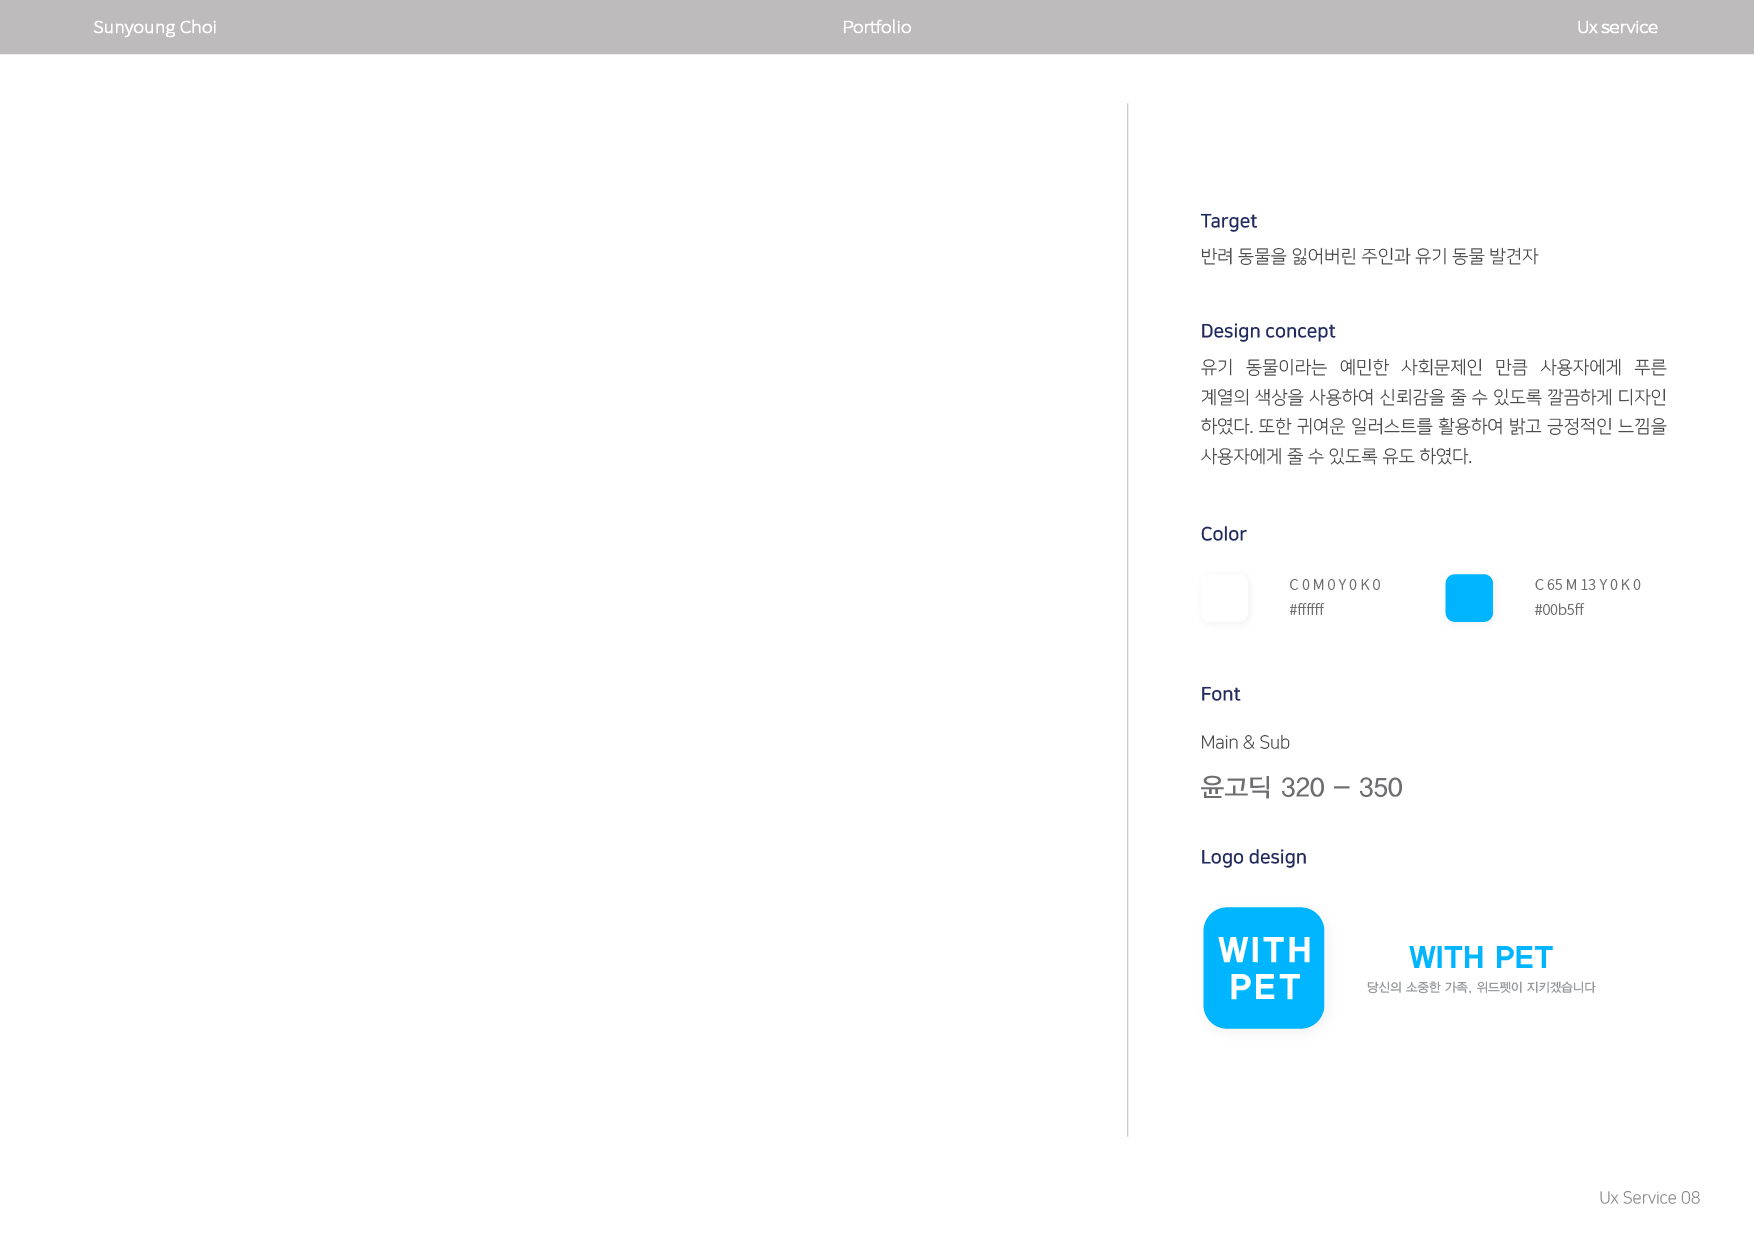 Sunyoung Choi
Portfolio
Ux service
Target
반려 동물을 잃어버린 주인과 유기 동물 발견자
Design concept
유기 동물이라는 예민한 사회문제인 만큼 사용자에게 푸른
계열의 색상을 사용하여 신뢰감을 줄 수 있도록 깔끔하게 디자인
하였다. 또한 귀여운 일러스트를 활용하여 밝고 긍정적인 느낌을
사용자에게 줄 수 있도록 유도 하였다.
Color
C 0 M 0 Y 0 K 0
#ffffff
C 65 M 13 Y 0 K 0
#00b5ff
Font
Main & Sub
윤고딕 320 – 350
Logo design
WITH
PET
WITH PET
당신의 소중한 가족, 위드펫이 지키겠습니다
Ux Service 08